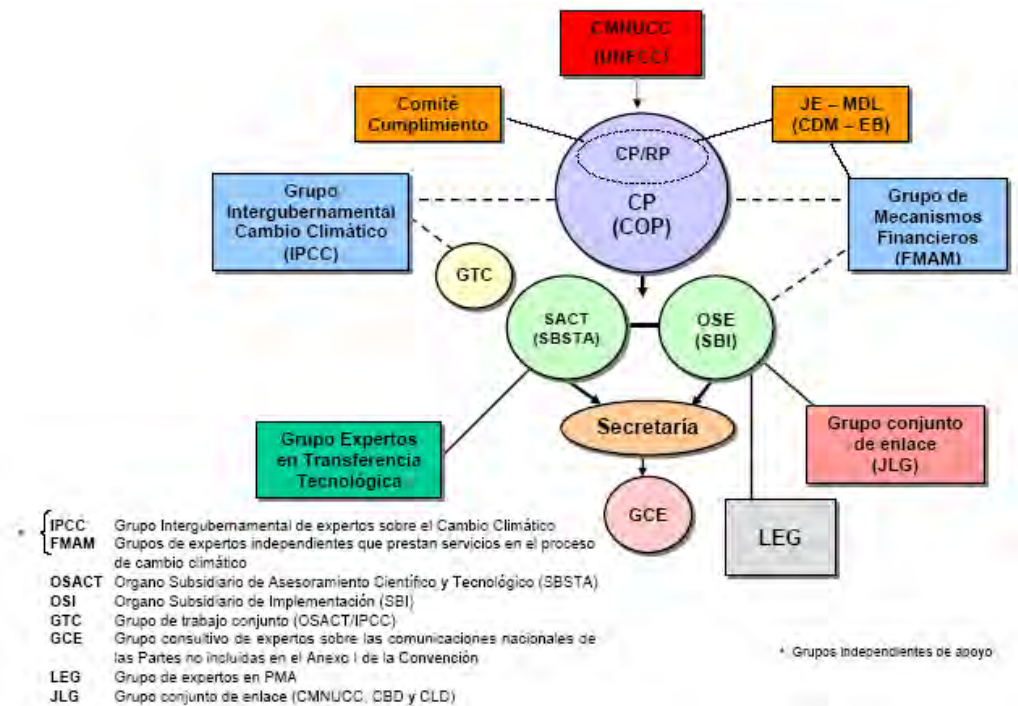 CMNUCC
(UNFCC)
Comité
Cumplimiento
JE – MDL
(CDM – EB)
CP/RP
CP
(COP)
Grupo
Intergubernamental
Cambio Climático
(IPCC)
Grupo de
Mecanismos
Financieros
(FMAM)
GTC
SACT
(SBSTA)
OSE
(SBI)
Secretaría
Grupo Expertos
en Transferencia
Tecnológica
Grupo conjunto
de enlace
(JLG)
GCE
LEG
* IPCC Grupo Intergubernamental de expertos sobre el Cambio Climático
FMAM Grupos de expertos independientes que prestan servicios en el proceso
de cambio climático
OSACT Organo Subsidiario de Asesoramiento Científico y Tecnológico (SBSTA)
OSI Organo Subsidiario de Implementación (SBI)
GTC Grupo de trabajo conjunto (OSACT/IPCC)
GCE Grupo consultivo de expertos sobre las comunicaciones nacionales de
las Partes no incluidas en el Anexo I de la Convención
LEG Grupo de expertos en PMA
JLG Grupo conjunto de enlace (CMNUCC, CBD y CLD)
* Grupos Independientes de apoyo